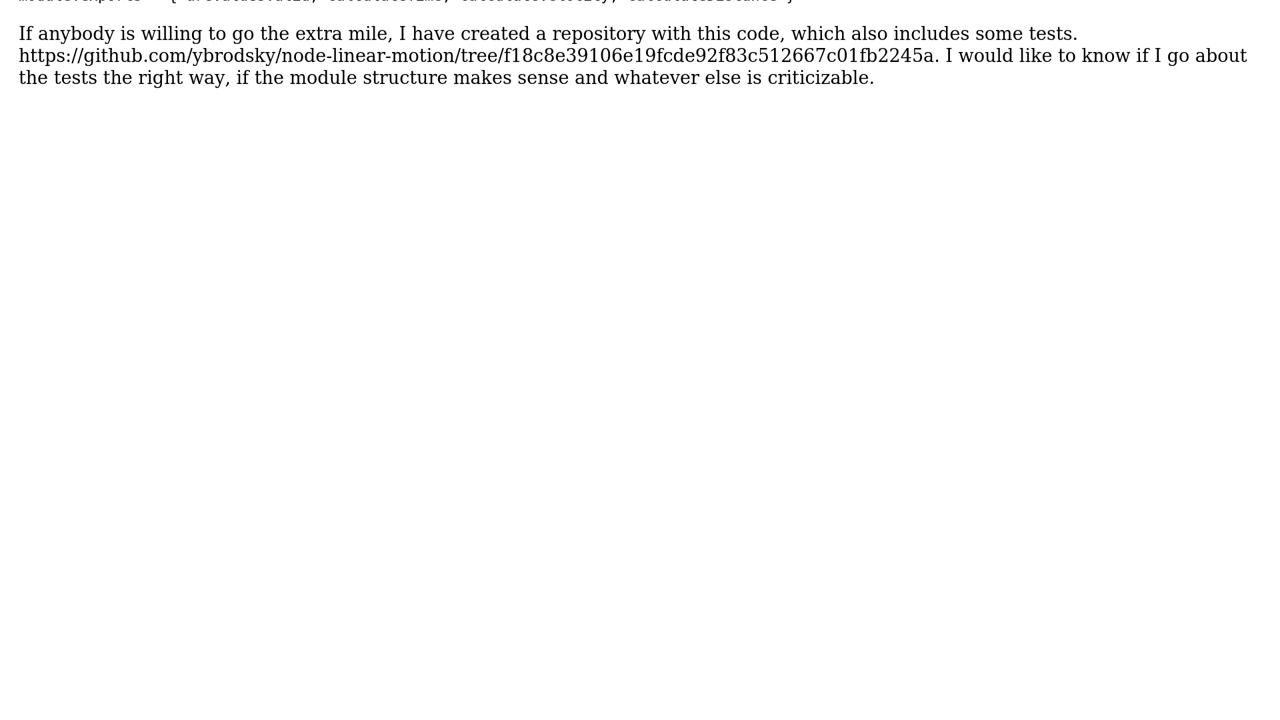 If anybody is willing to go the extra mile, I have created a repository with this code, which also includes some tests.
https://github.com/ybrodsky/node-linear-motion/tree/f18c8e39106e19fcde92f83c512667c01fb2245a. I would like to know if I go about
the tests the right way, if the module structure makes sense and whatever else is criticizable.